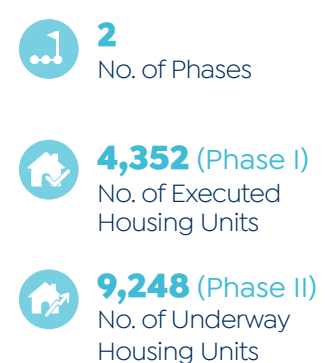 2
No. of Phases
4,352 (Phase I)
No. of Executed
Housing Units
9,248 (Phase II)
No. of Underway
Housing Units